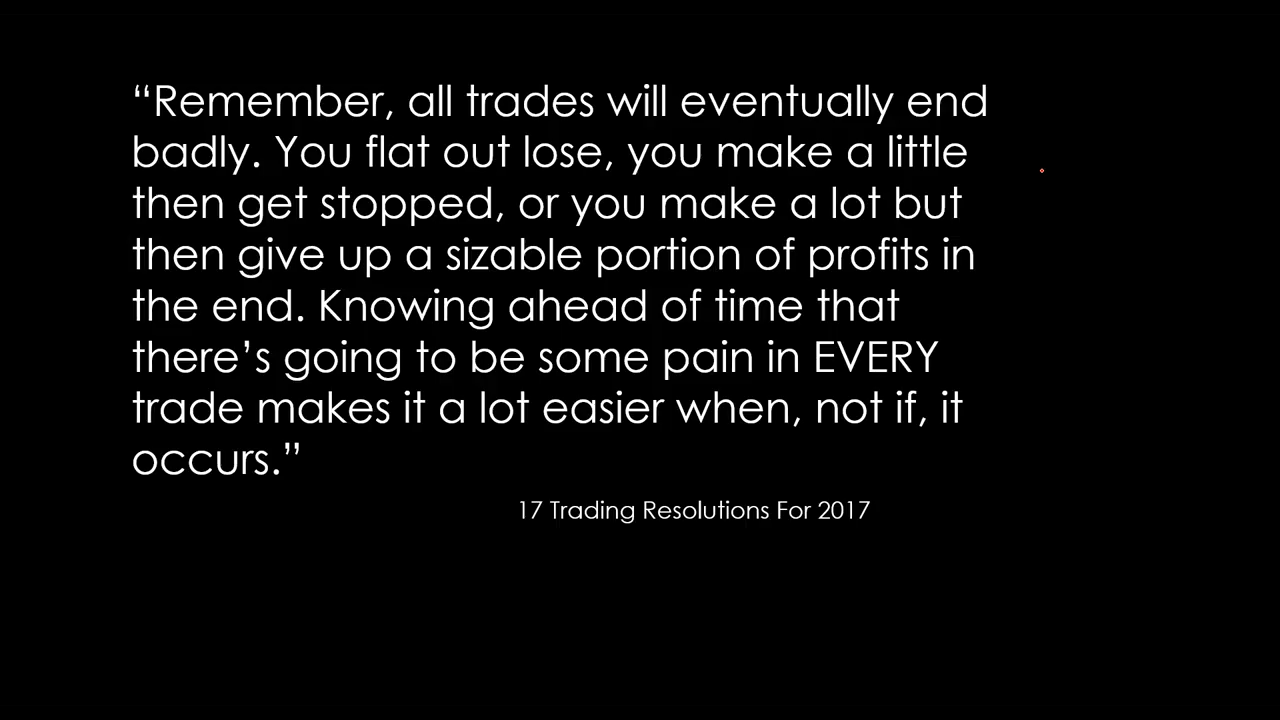 “Remember, all trades will eventually end
badly. You flat out lose, you make a little
then get stopped, or you make a lot but
then give up a sizable portion of profits in
the end. Knowing ahead of time that
there’s going to be some pain in EVERY
trade makes it a lot easier when, not if, it
occurs.”
17 Trading Resolutions For 2017